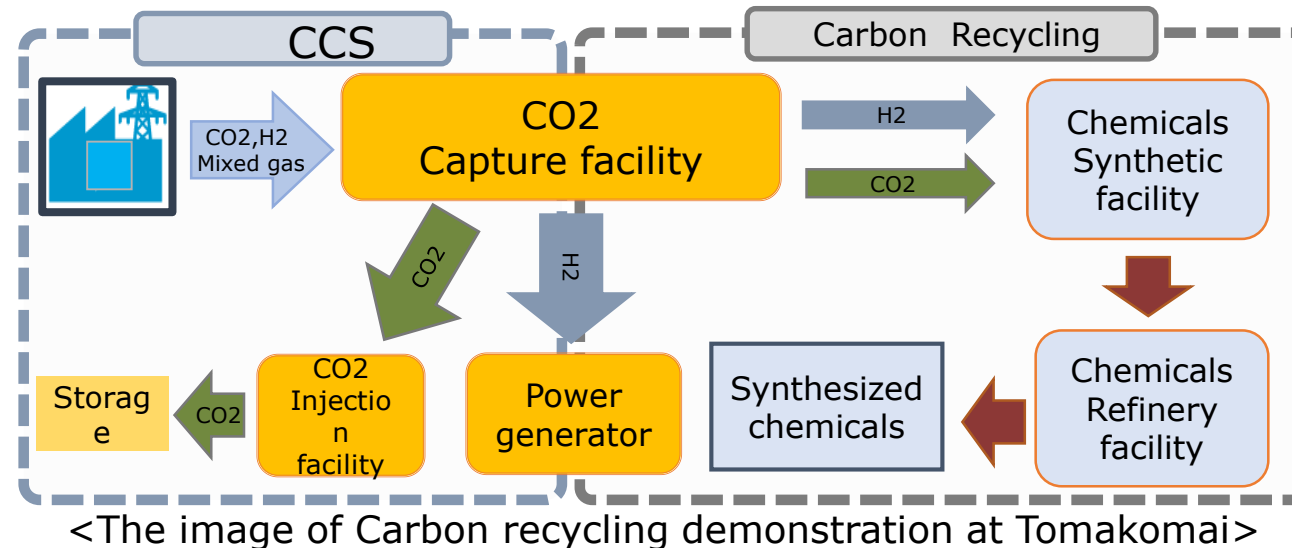 CCS
Carbon Recycling
CO2,H2
Mixed gas
CO2
Capture facility
H2
CO2
Chemicals
Synthetic
facility
CO2
H2
Storag
e
CO2
CO2
Injectio
n
facility
Power
generator
Synthesized
chemicals
Chemicals
Refinery
facility
<The image of Carbon recycling demonstration at Tomakomai>